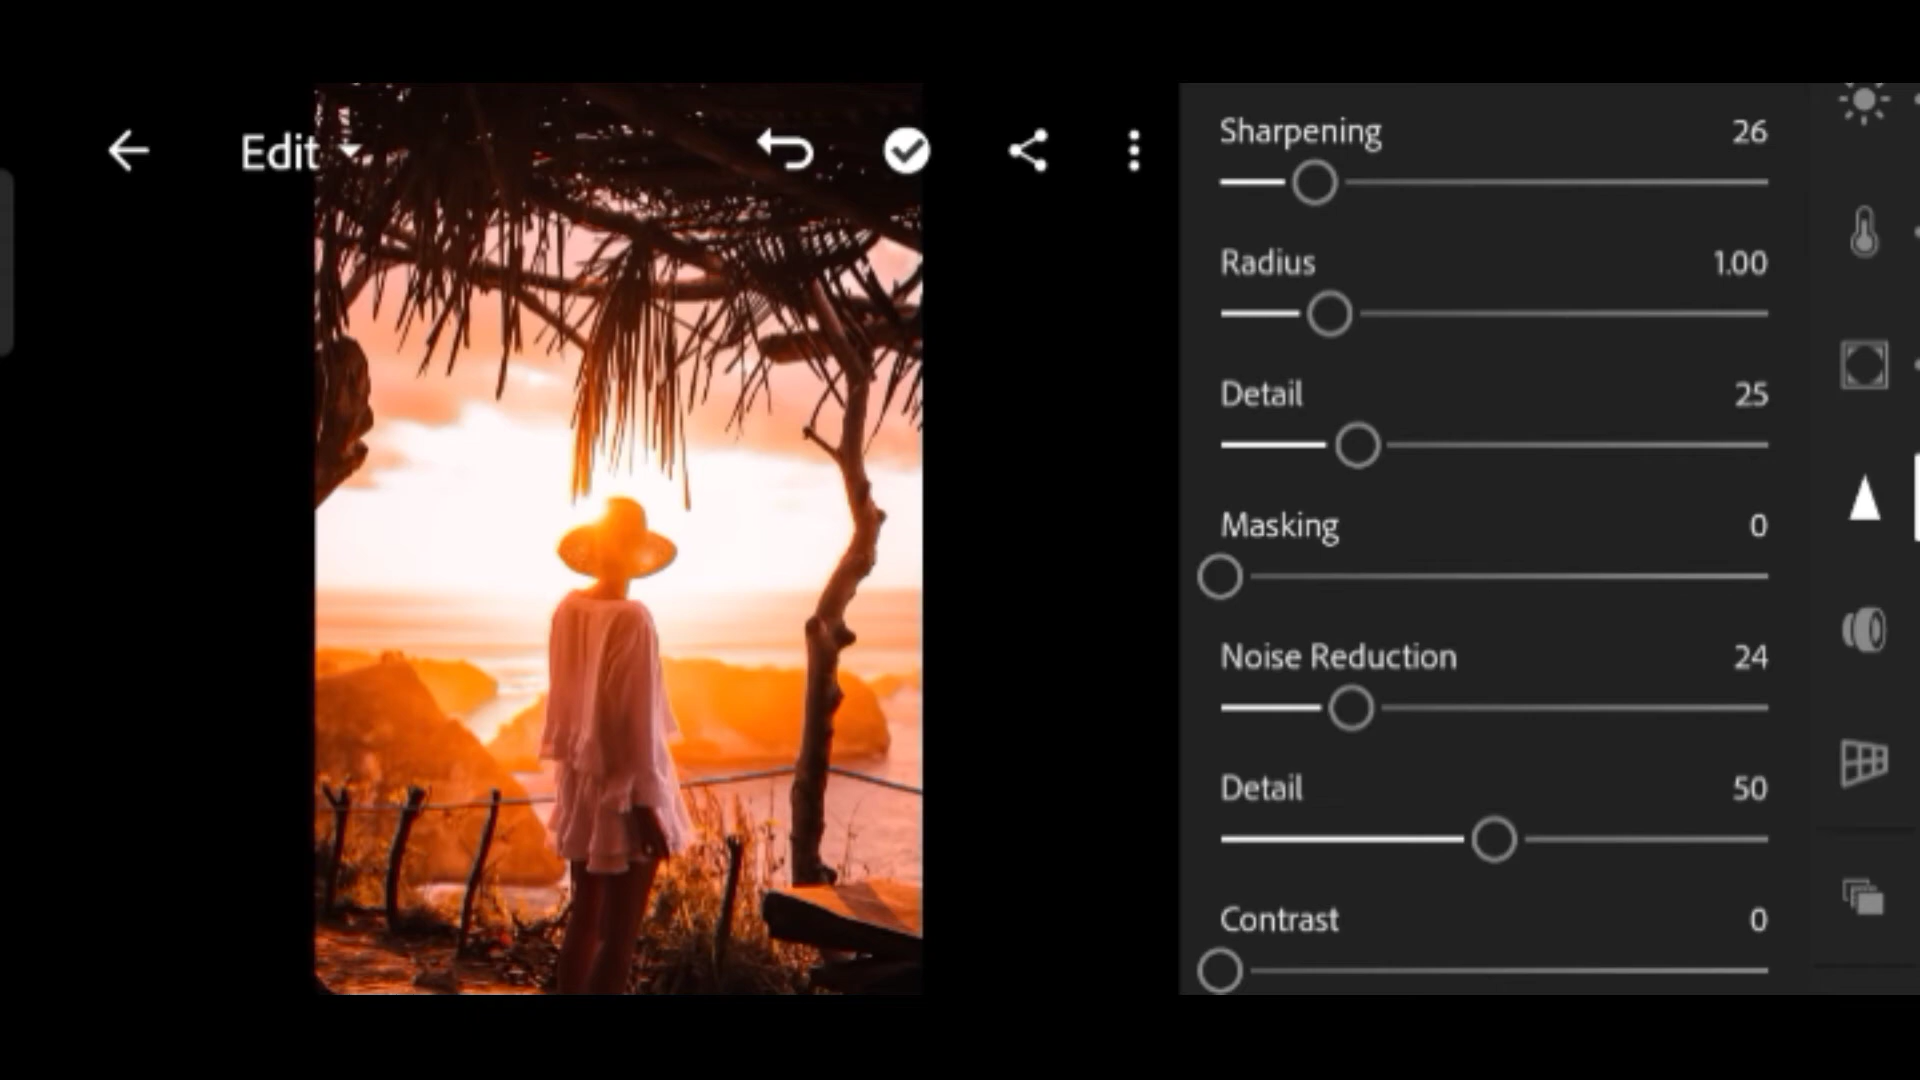 Edit
Sharpening 26
Radius 1.00
Detail 25
Masking 0
Noise Reduction 24
Detail 50
Contrast 0